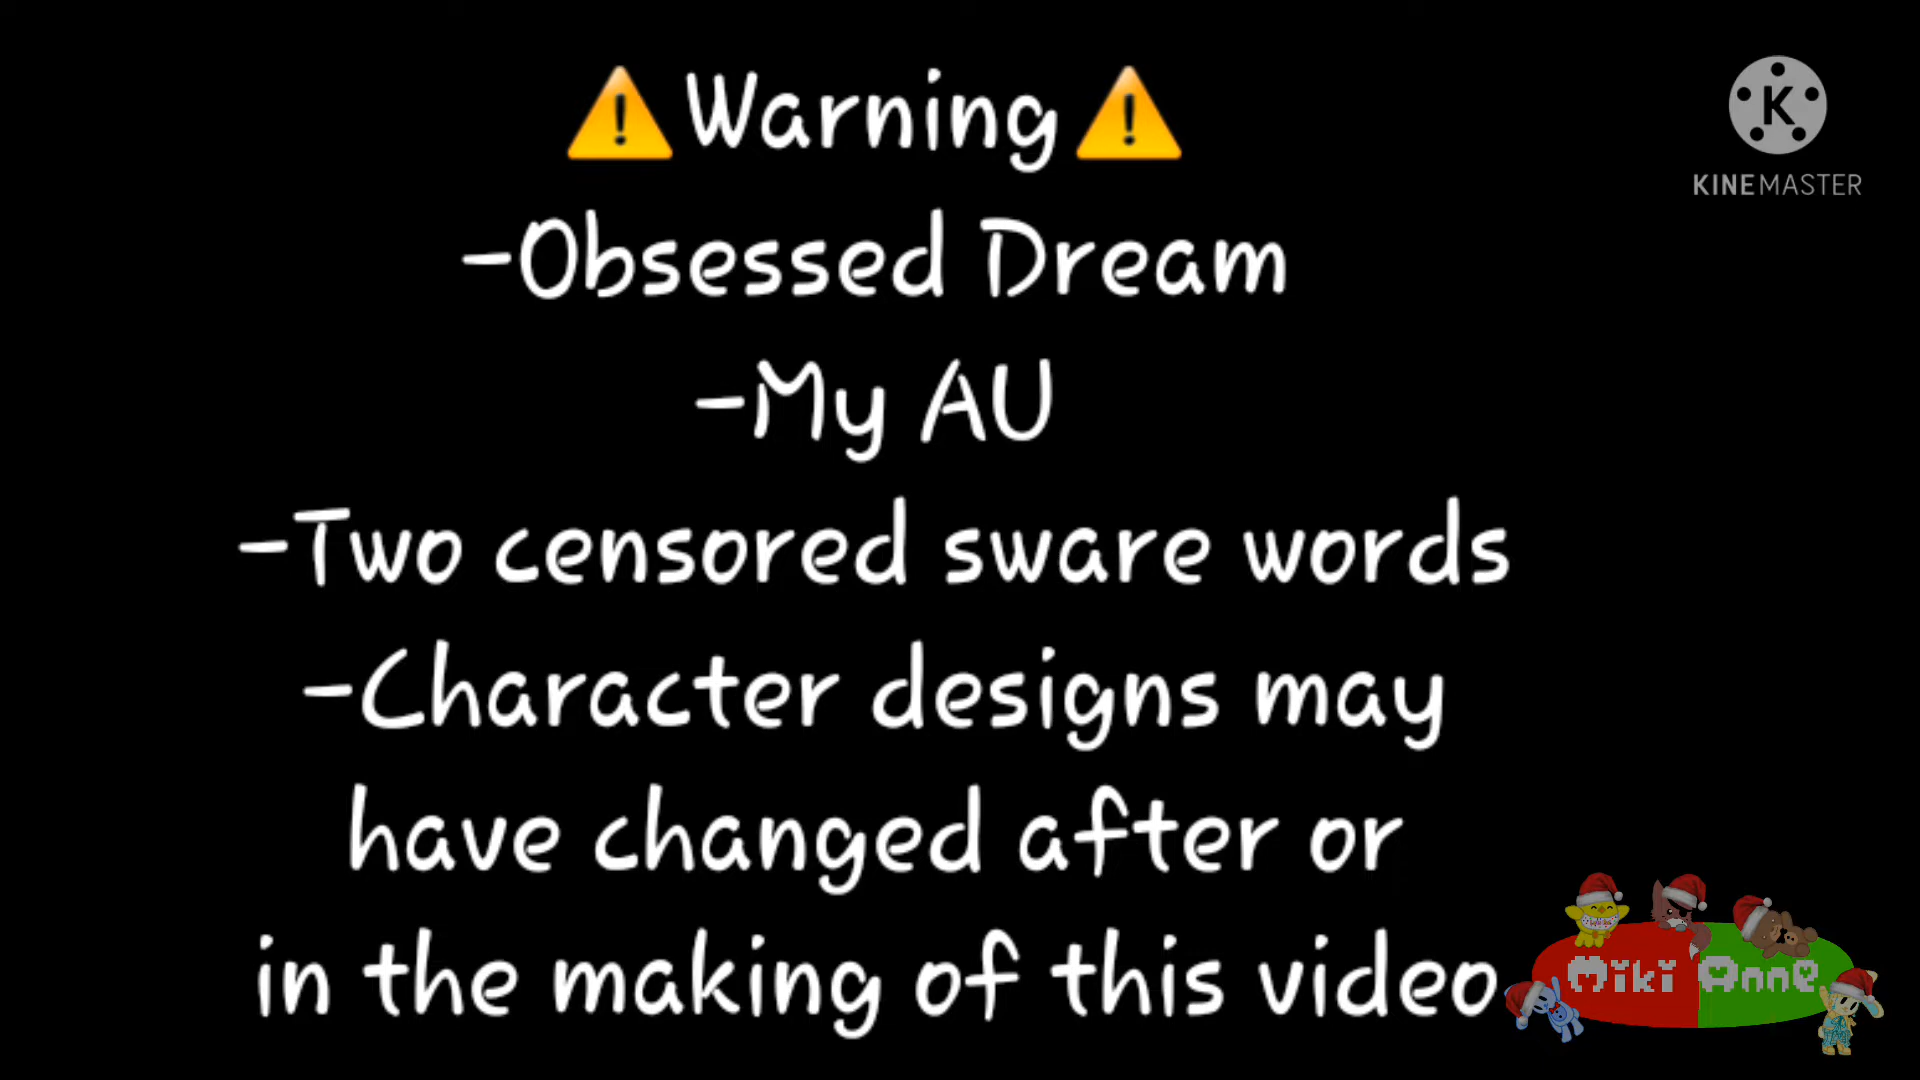 ⚠Warning⚠
K
KINEMASTER
-Obsessed Dream
-My AU
-Two censored sware words
-Character designs may
have changed after or
in the making of this video
Miki Anne